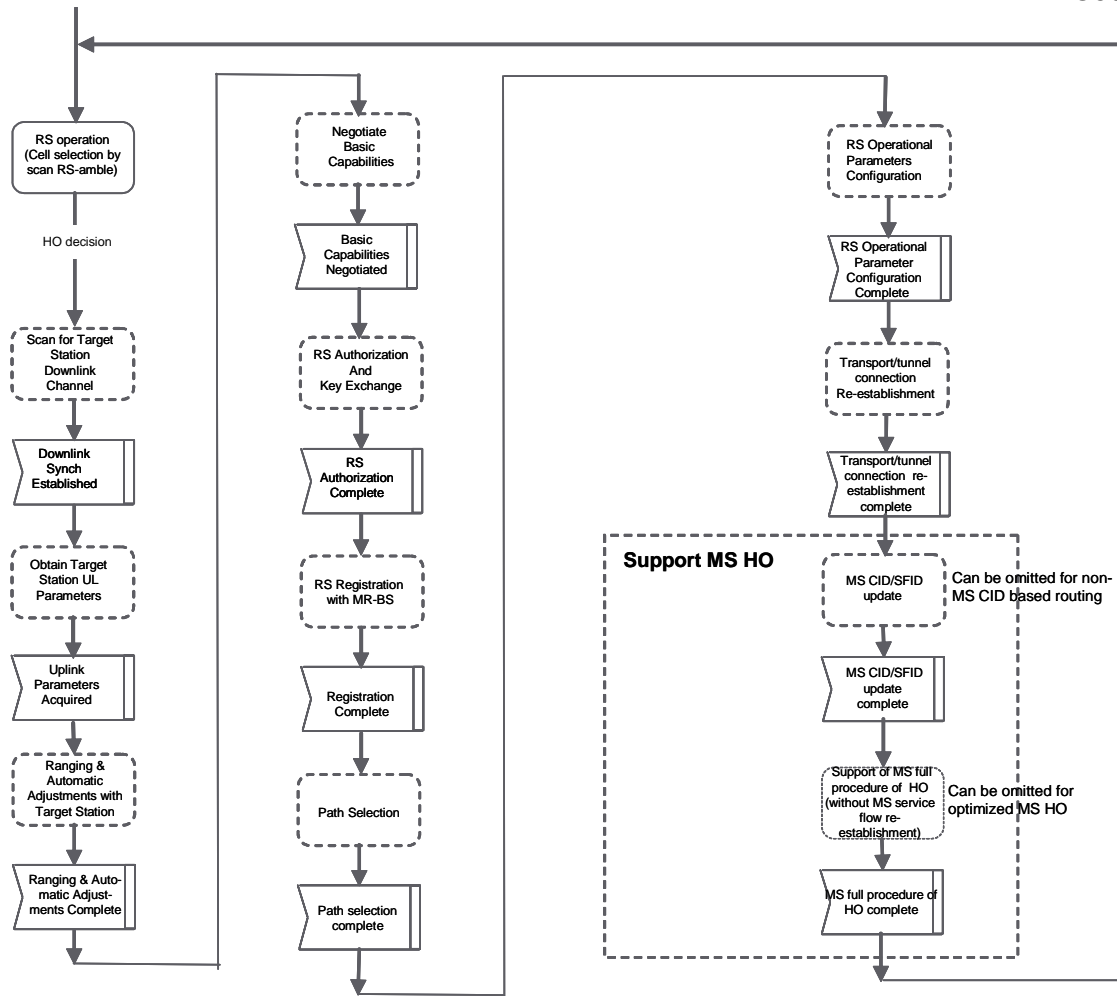 RS operation
(Cell selection by
scan RS-amble)
HO decision
Scan for Target
Station
Downlink
Channel
Downlink
Synch
Established
Obtain Target
Station UL
Parameters
Uplink
Parameters
Acquired
Ranging &
Automatic
Adjustments with
Target Station
Ranging & Auto-
matic Adjust-
ments Complete
Negotiate
Basic
Capabilities
Basic
Capabilities
Negotiated
RS Authorization
And
Key Exchange
RS
Authorization
Complete
RS Registration
with MR-BS
Registration
Complete
Path Selection
Path selection
complete
RS Operational
Parameters
Configuration
RS Operational
Parameter
Configuration
Complete
Transport/tunnel
connection
Re-establishment
Transport/tunnel
connection re-
establishment
complete
Support MS HO
MS CID/SFID
update
Can be omitted for non-
MS CID based routing
MS CID/SFID
update
complete
Support of MS full
procedure of HO
(without MS service
flow re-
establishment)
Can be omitted for
optimized MS HO
MS full procedure of
HO complete